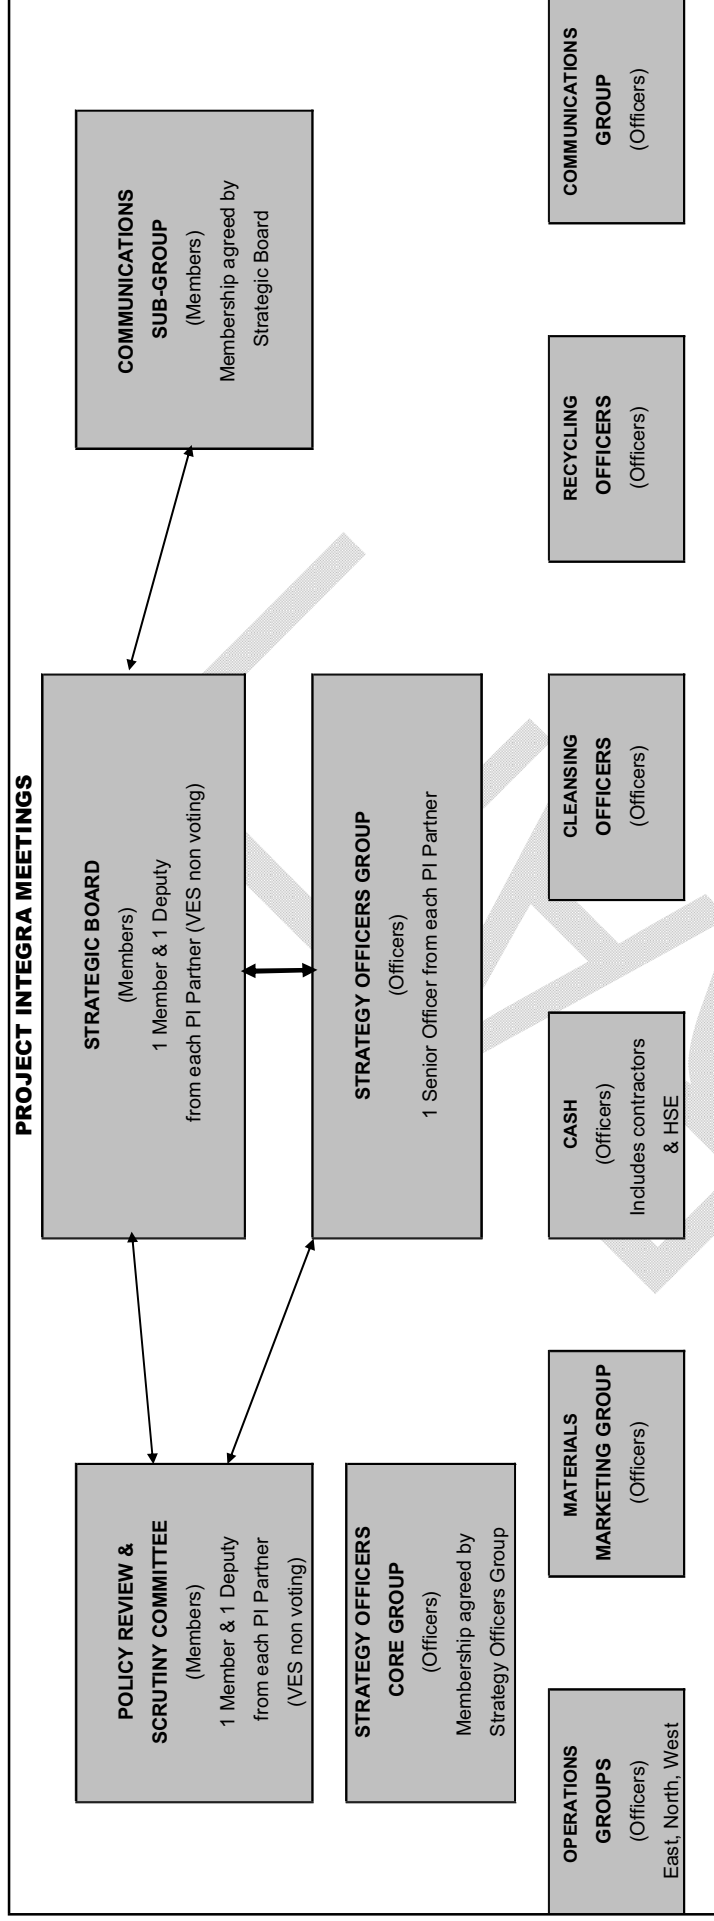 PROJECT INTEGRA MEETINGS
POLICY REVIEW &
SCRUTINY COMMITTEE
(Members)
1 Member & 1 Deputy
from each PI Partner
(VES non voting)
STRATEGIC BOARD
(Members)
1 Member & 1 Deputy
from each PI Partner (VES non voting)
COMMUNICATIONS
SUB-GROUP
(Members)
Membership agreed by
Strategic Board
STRATEGY OFFICERS
CORE GROUP
(Officers)
Membership agreed by
Strategy Officers Group
STRATEGY OFFICERS GROUP
(Officers)
1 Senior Officer from each PI Partner
OPERATIONS
GROUPS
(Officers)
East, North, West
MATERIALS
MARKETING GROUP
(Officers)
CASH
(Officers)
Includes contractors
& HSE
CLEANSING
OFFICERS
(Officers)
RECYCLING
OFFICERS
(Officers)
COMMUNICATIONS
GROUP
(Officers)